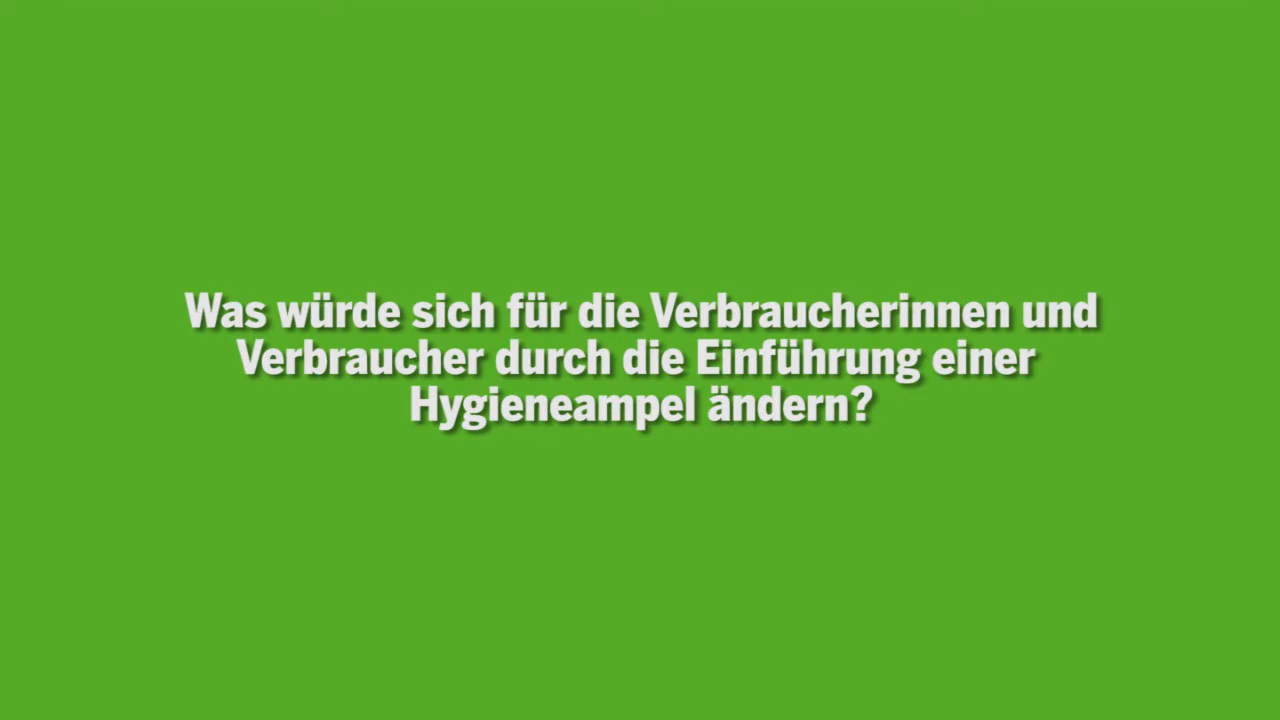 Was würde sich für die Verbraucherinnen und
Verbraucher durch die Einführung einer
Hygieneampel ändern?